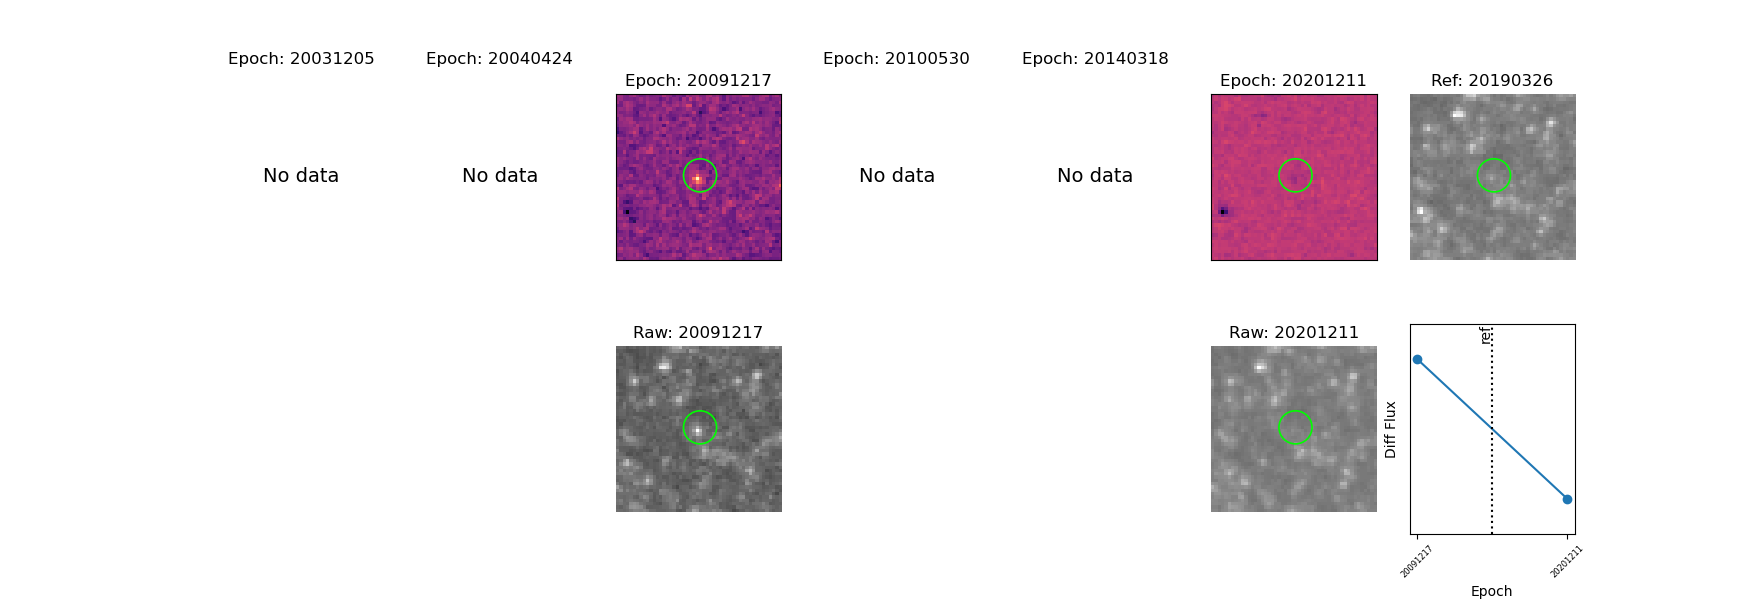 Epoch: 20031205
Epoch: 20040424
Epoch: 20091217
Epoch: 20100530
Epoch: 20140318
Epoch: 20201211
Ref: 20190326
No data
No data
No data
No data
Raw: 20091217
Raw: 20201211
ref
Diff Flux
20091217
20201211
Epoch